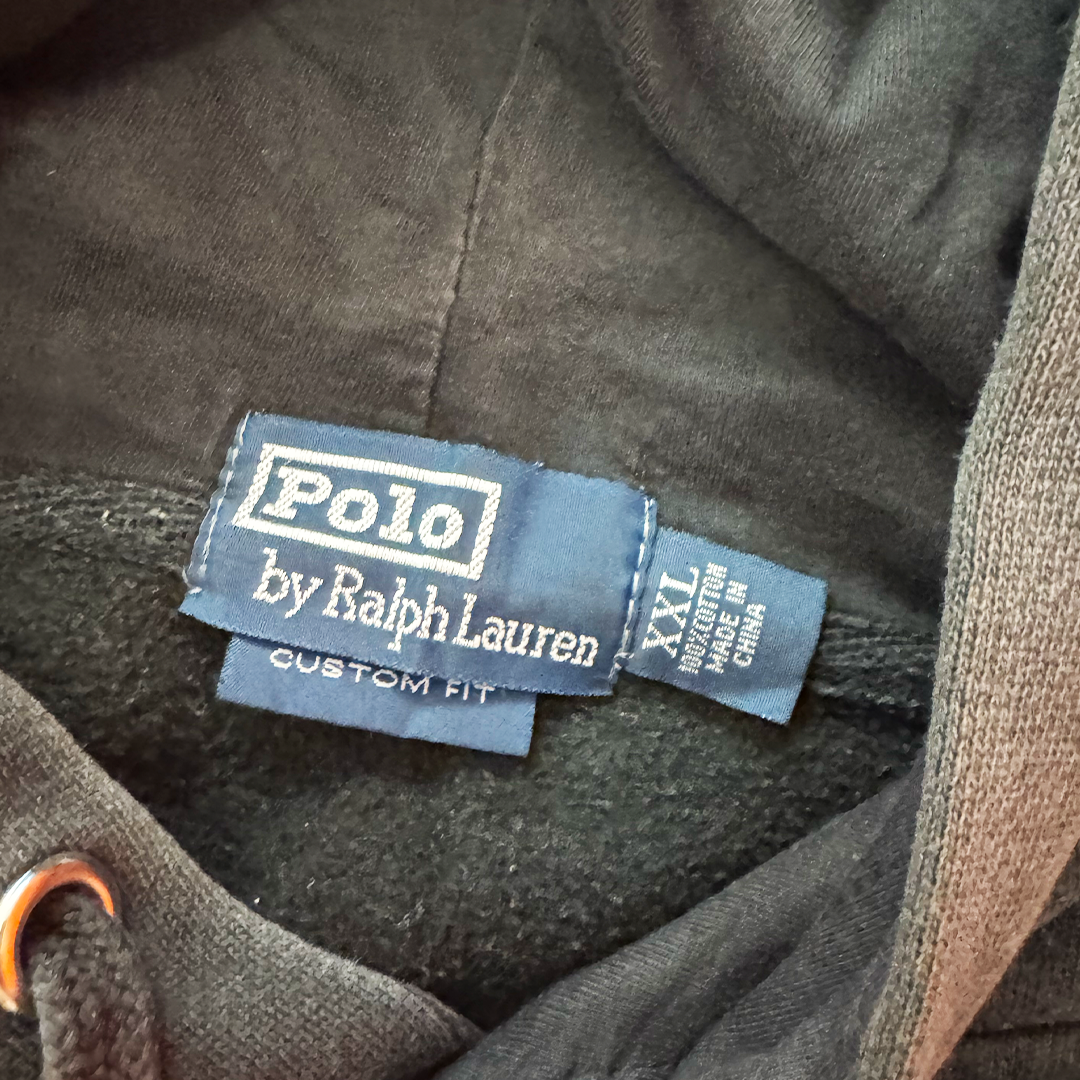 Polo
by Ralph Lauren
CUSTOM FIT
XXL
100%COTTON
MADE IN
CHINA